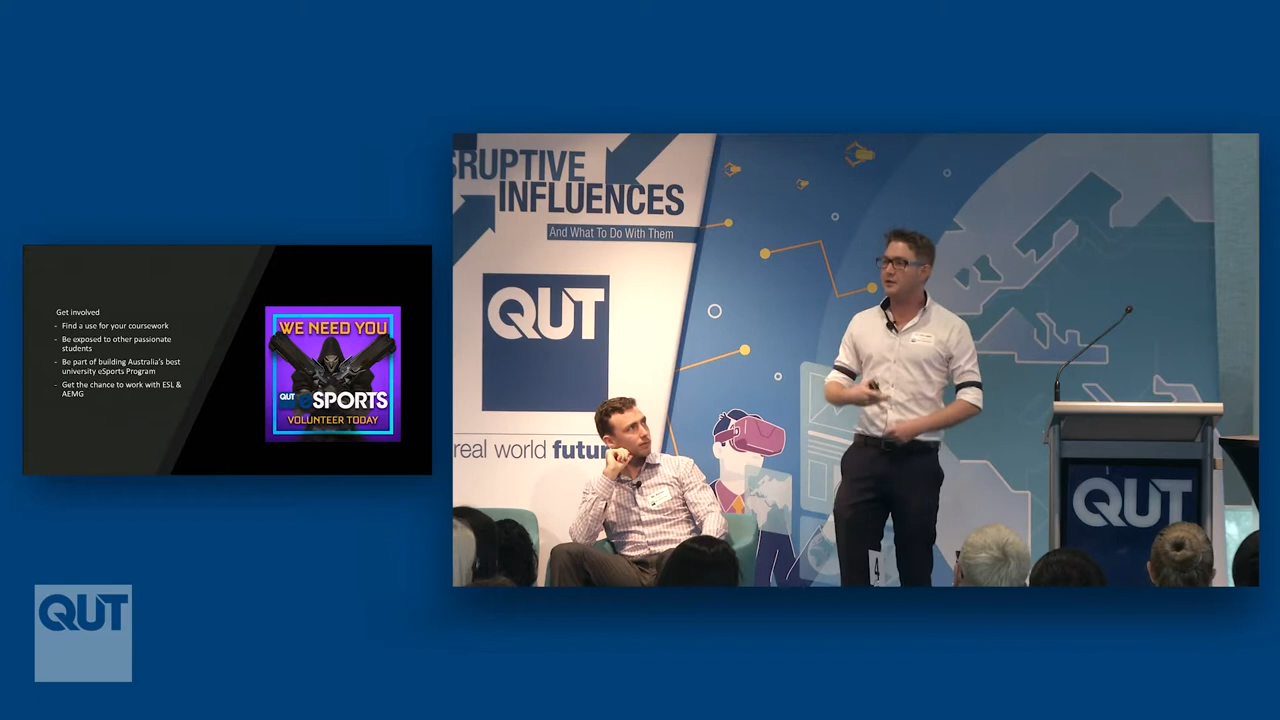 Get involved
- Find a use for your coursework
- Be exposed to other passionate
students
- Be part of building Australia's best
university eSports Program
- Get the chance to work with ESL &
AEMG
WE NEED YOU
QUT eSPORTS
VOLUNTEER TODAY
QUT
SRUPTIVE
INFLUENCES
And What To Do With Them
QUT
real world futur
QUT
4